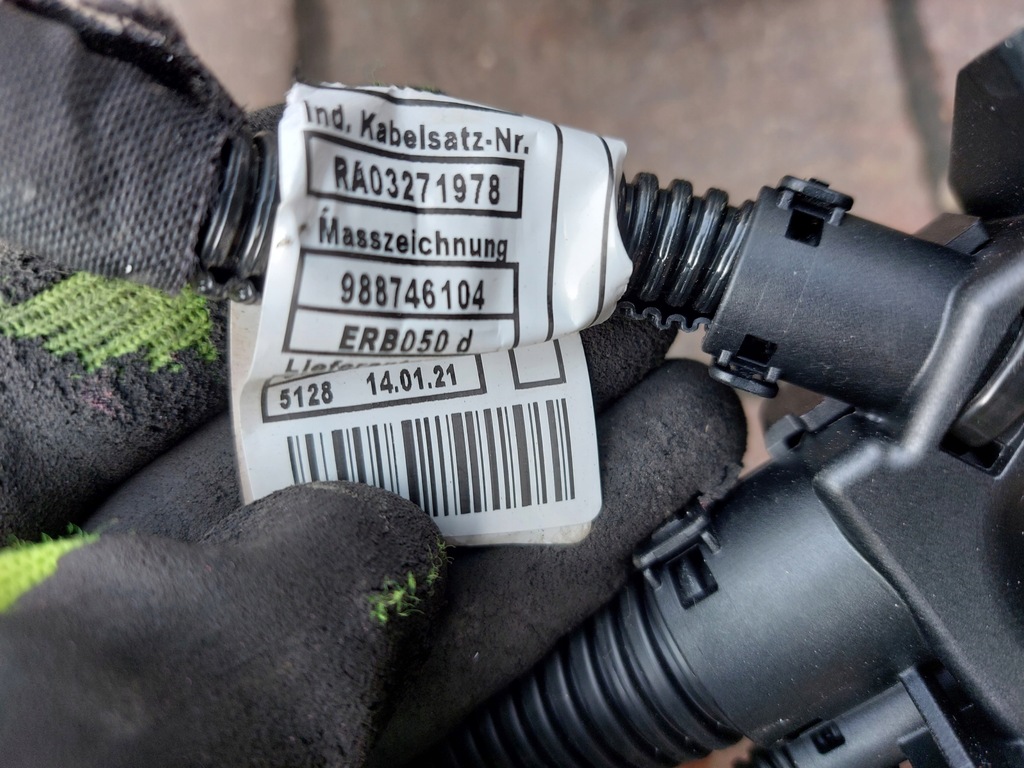 Ind. Kabelsatz-Nr.
RA03271978
Masszeichnung
988746104
ERB050 d
5128 14.01.21